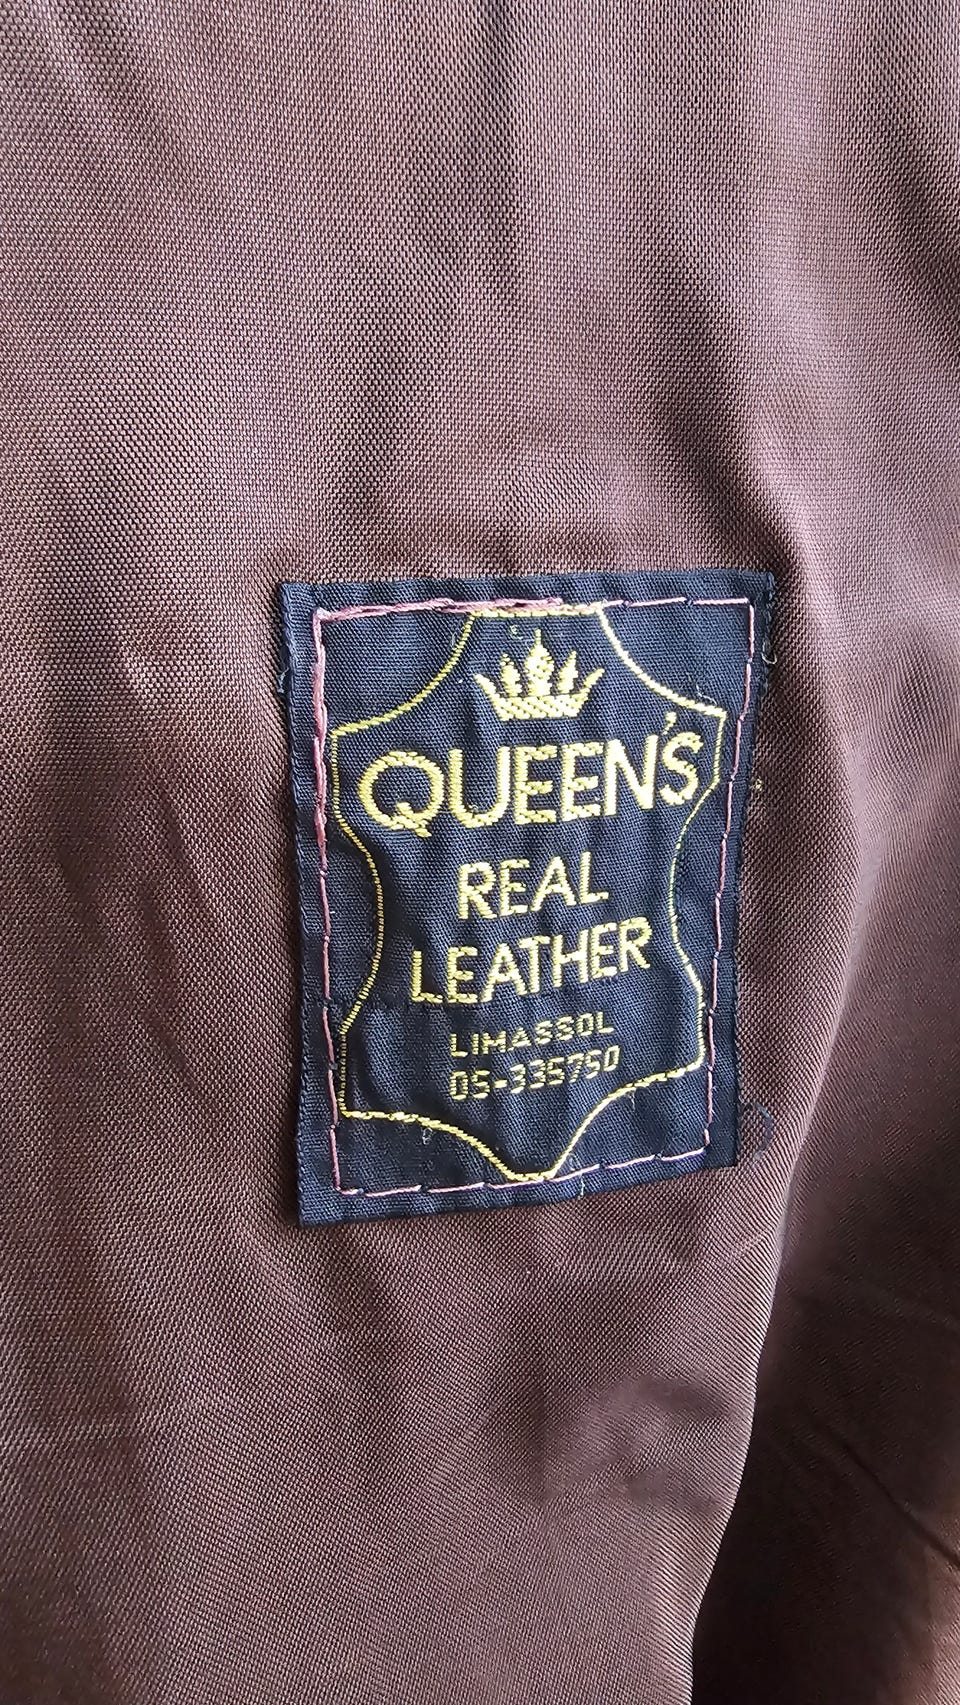 QUEEN'S
REAL
LEATHER
LIMASSOL
05-335750